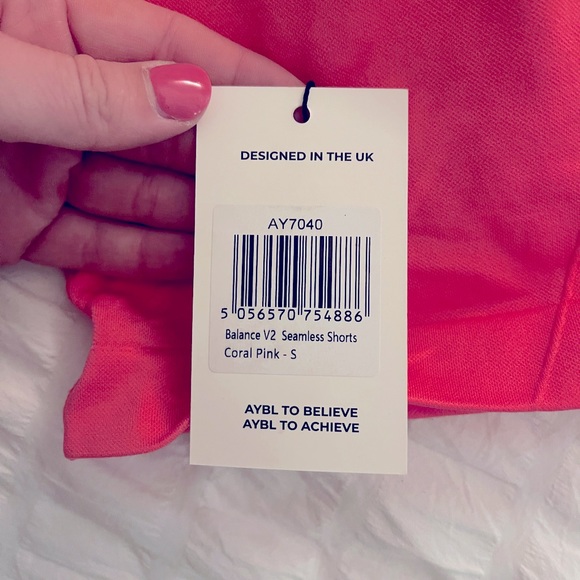 DESIGNED IN THE UK
AY7040
5 056570 754886
Balance V2 Seamless Shorts
Coral Pink - S
AYBL TO BELIEVE
AYBL TO ACHIEVE